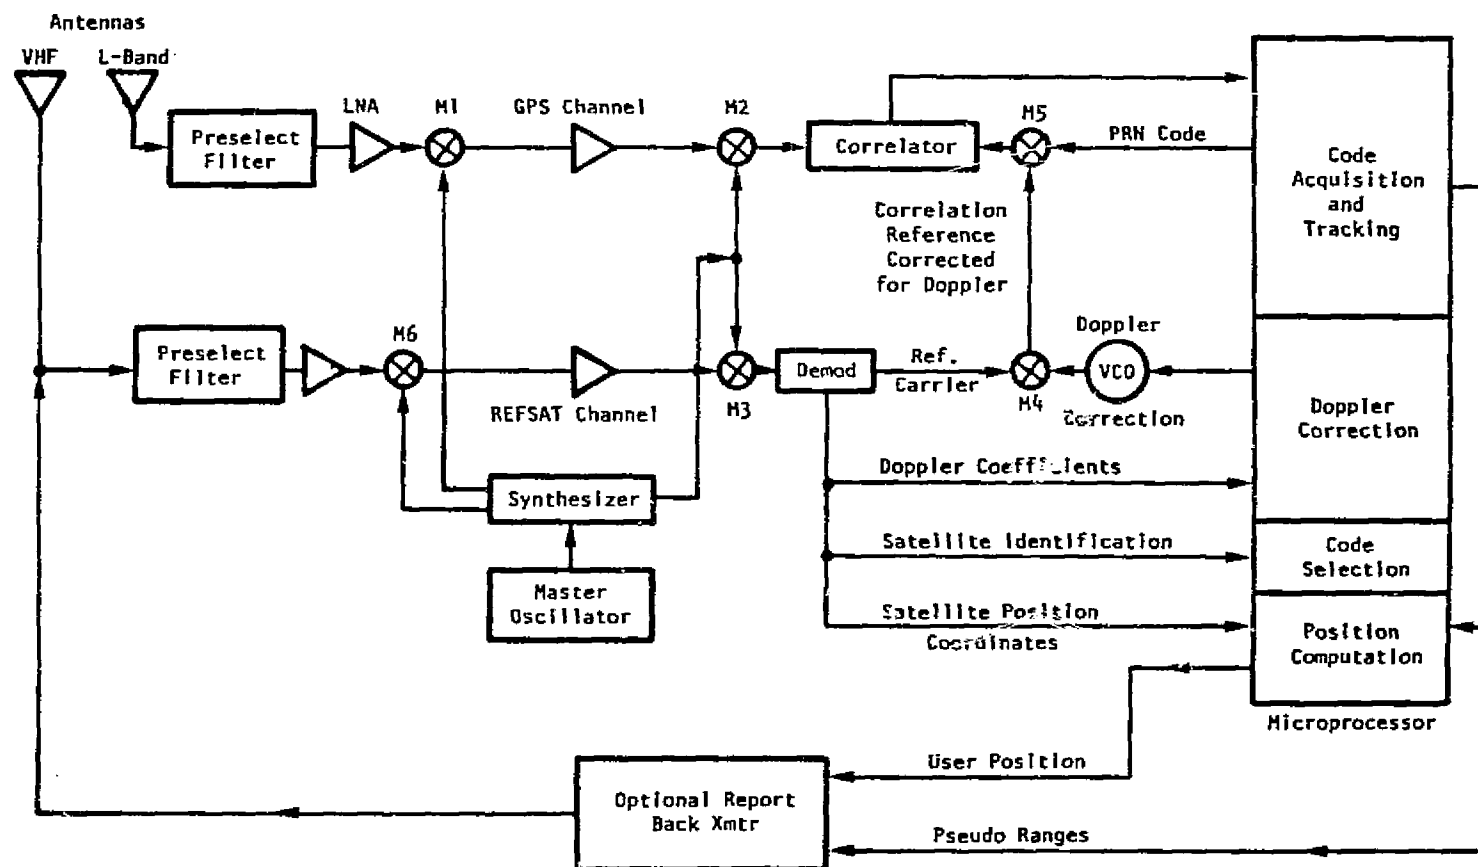 Antennas
VHF
L-Band
LNA
M1
GPS Channel
M2
M5
Preselect
Filter
Correlator
PRN Code
Code
Acquisition
and
Tracking
Correlation
Reference
Corrected
for Doppler
M6
Preselect
Filter
REFSAT Channel
M3
Demod
Ref.
Carrier
M4
Doppler
VCO
Correction
Doppler
Correction
Synthesizer
Master
Oscillator
Doppler Coefficients
Satellite Identification
Code
Selection
Satellite Position
Coordinates
Position
Computation
Microprocessor
User Position
Optional Report
Back Xmtr
Pseudo Ranges